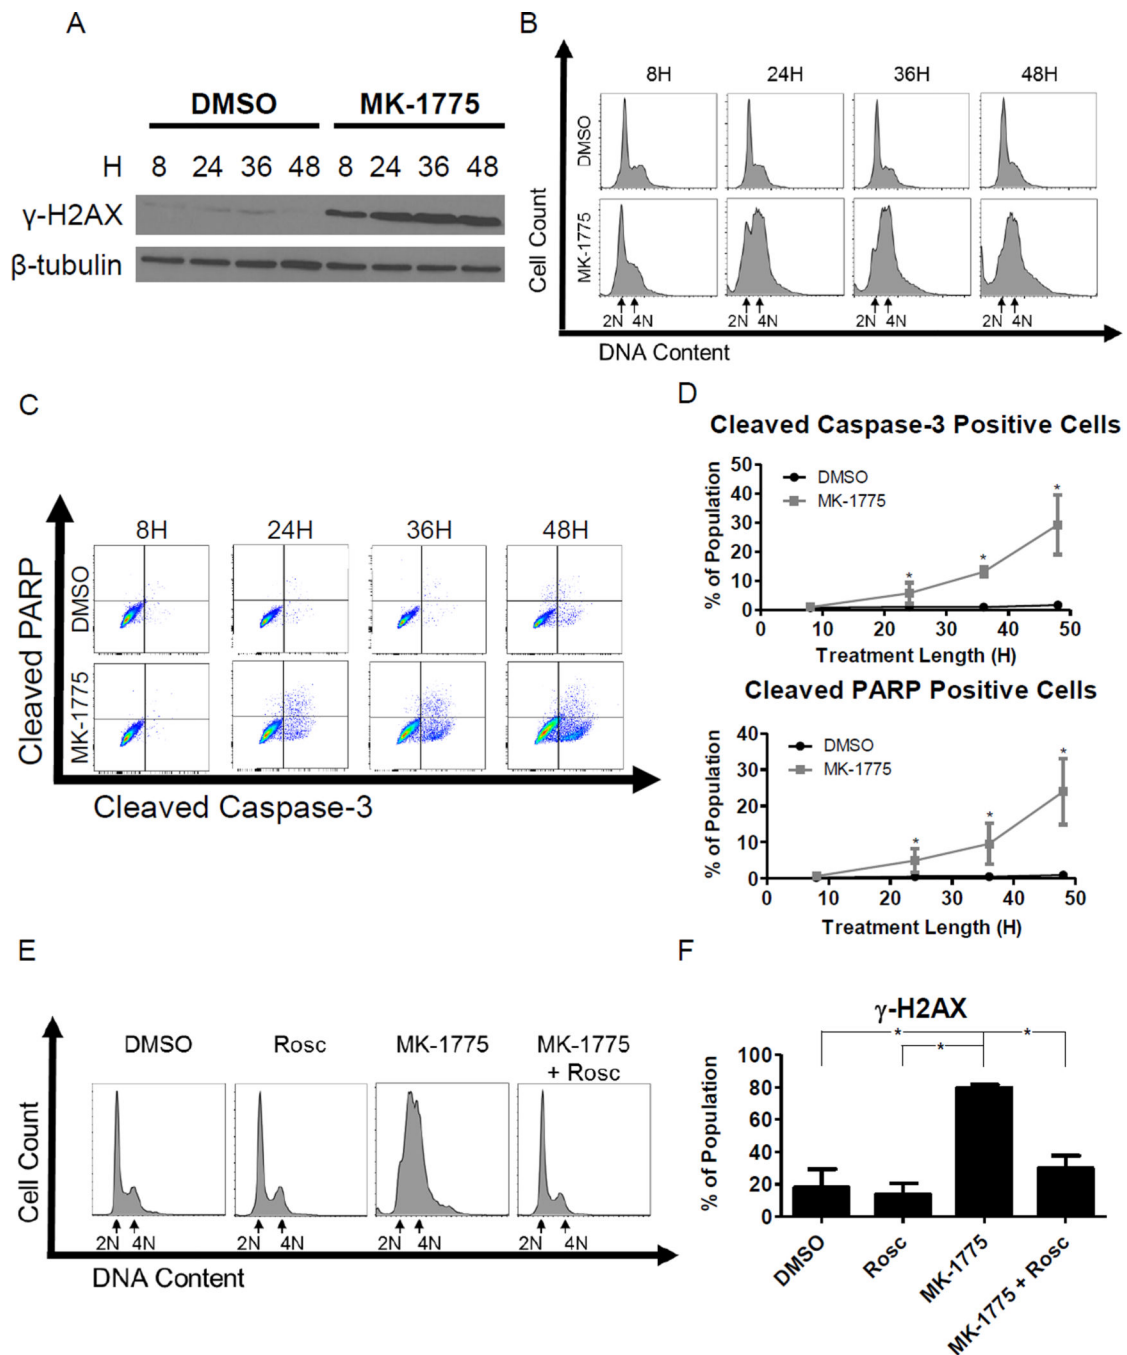 A
DMSO MK-1775
H 8 24 36 48 8 24 36 48
γ-H2AX
β-tubulin
B
8H 24H 36H 48H
DMSO
MK-1775
Cell Count
2N 4N 2N 4N 2N 4N 2N 4N
DNA Content
C
8H 24H 36H 48H
DMSO
MK-1775
Cleaved PARP
Cleaved Caspase-3
D
Cleaved Caspase-3 Positive Cells
DMSO
MK-1775
% of Population
50
40
30
20
10
0
* * *
0 10 20 30 40 50
Treatment Length (H)
Cleaved PARP Positive Cells
DMSO
MK-1775
% of Population
40
30
20
10
0
* * *
0 10 20 30 40 50
Treatment Length (H)
E
DMSO Rosc MK-1775 MK-1775
+ Rosc
Cell Count
2N 4N 2N 4N 2N 4N 2N 4N
DNA Content
F
γ-H2AX
* *
*
% of Population
100
80
60
40
20
0
DMSO
Rosc
MK-1775
MK-1775 + Rosc